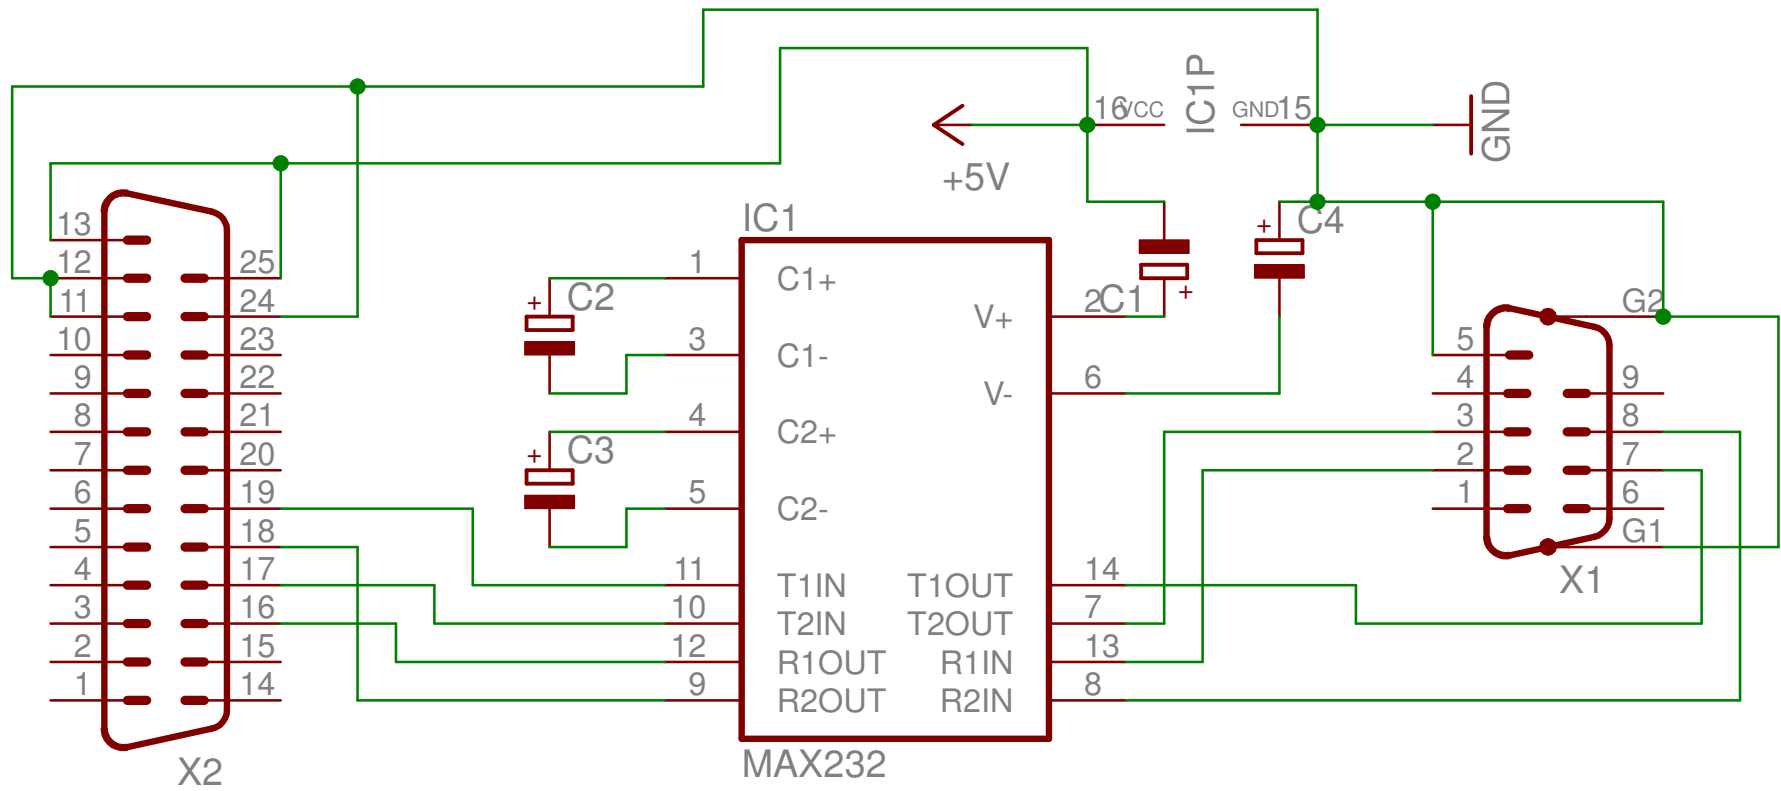 IC1P
16
VCC
GND
15
GND
+5V
IC1
C1
+
C4
+
X2
13
12
11
10
9
8
7
6
5
4
3
2
1
25
24
23
22
21
20
19
18
17
16
15
14
C2
+
C3
+
1
C1+
3
C1-
4
C2+
5
C2-
11
T1IN
10
T2IN
12
R1OUT
9
R2OUT
V+
2
V-
6
T1OUT
14
T2OUT
7
R1IN
13
R2IN
8
MAX232
G2
5
4
3
2
1
9
8
7
6
G1
X1